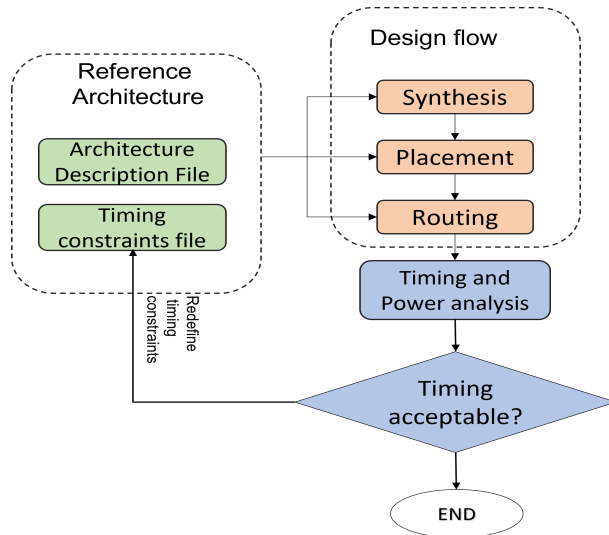 Design flow
Reference
Architecture
Synthesis
Architecture
Description File
Placement
Timing
constraints file
Routing
Timing and
Power analysis
Redefine
timing
constraints
Timing
acceptable?
END